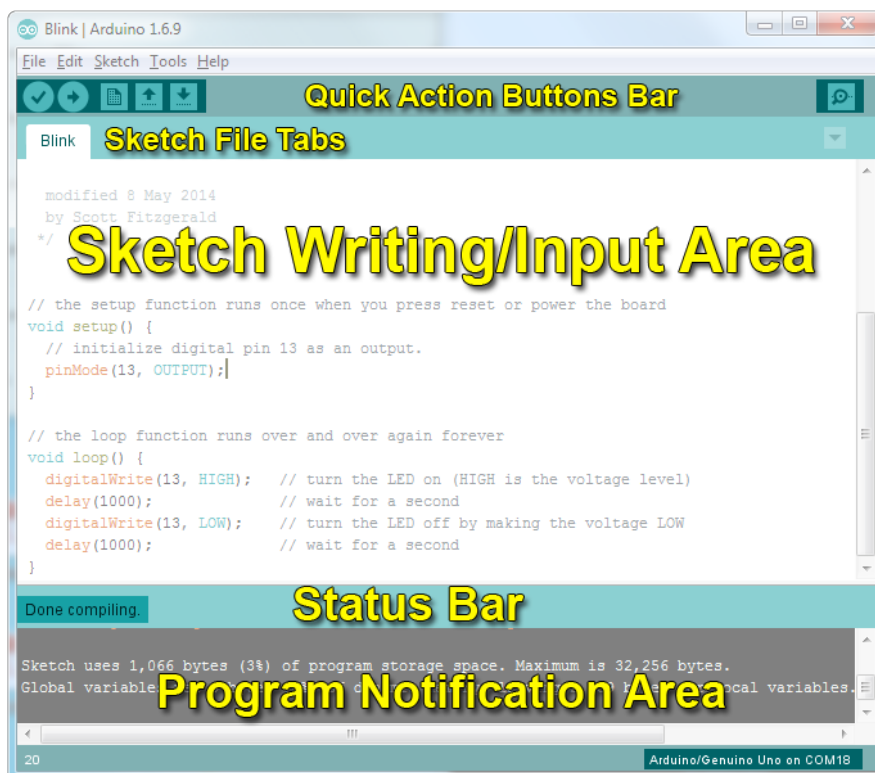 Blink | Arduino 1.6.9
File Edit Sketch Tools Help
Quick Action Buttons Bar
Blink
Sketch File Tabs
modified 8 May 2014
by Scott Fitzgerald
*/
Sketch Writing/Input Area
// the setup function runs once when you press reset or power the board
void setup() {
// initialize digital pin 13 as an output.
pinMode(13, OUTPUT);
}
// the loop function runs over and over again forever
void loop() {
digitalWrite(13, HIGH);   // turn the LED on (HIGH is the voltage level)
delay(1000);              // wait for a second
digitalWrite(13, LOW);    // turn the LED off by making the voltage LOW
delay(1000);              // wait for a second
}
Done compiling.
Status Bar
Sketch uses 1,066 bytes (3%) of program storage space. Maximum is 32,256 bytes.
Global variables.
Program Notification Area
20
Arduino/Genuino Uno on COM18